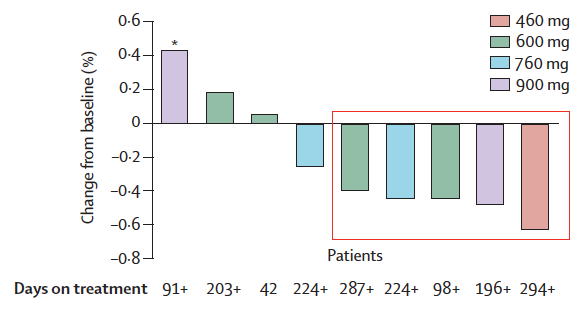 Change from baseline (%)
0·6
0·4
0·2
0
–0·2
–0·4
–0·6
–0·8
*
460 mg
600 mg
760 mg
900 mg
Patients
Days on treatment 91+ 203+ 42 224+ 287+ 224+ 98+ 196+ 294+